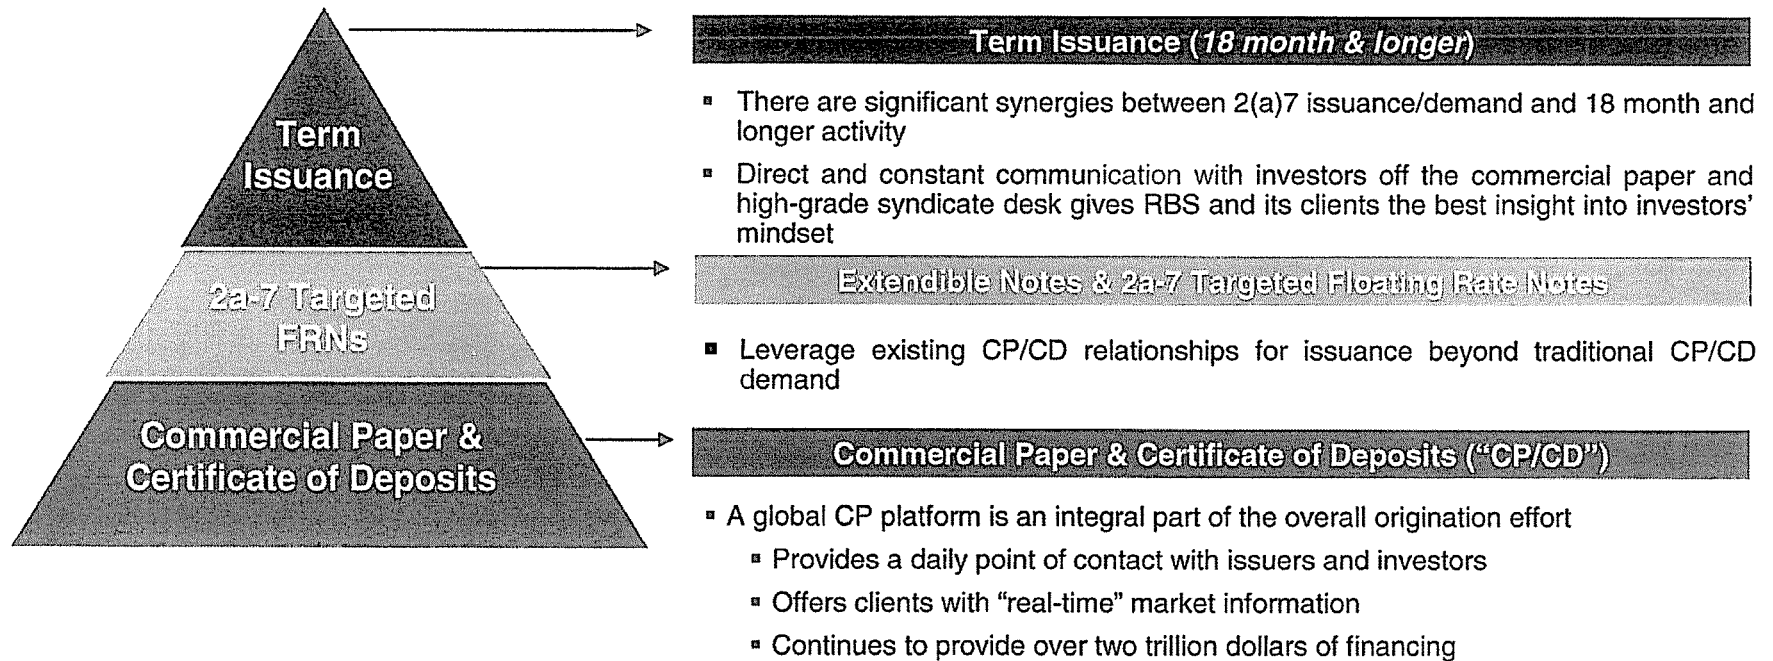 Term
Issuance
2a-7 Targeted
FRNs
Commercial Paper &
Certificate of Deposits
Term Issuance (18 month & longer)
▪ There are significant synergies between 2(a)7 issuance/demand and 18 month and
longer activity
▪ Direct and constant communication with investors off the commercial paper and
high-grade syndicate desk gives RBS and its clients the best insight into investors’
mindset
Extendible Notes & 2a-7 Targeted Floating Rate Notes
▪ Leverage existing CP/CD relationships for issuance beyond traditional CP/CD
demand
Commercial Paper & Certificate of Deposits (“CP/CD”)
▪ A global CP platform is an integral part of the overall origination effort
▪ Provides a daily point of contact with issuers and investors
▪ Offers clients with “real-time” market information
▪ Continues to provide over two trillion dollars of financing